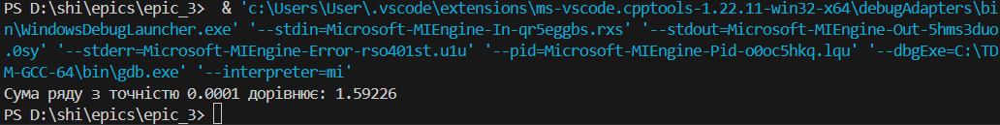 PS D:\shi\epics\epic_3>  & 'c:\Users\User\.vscode\extensions\ms-vscode.cpptools-1.22.11-win32-x64\debugAdapters\bi
n\WindowsDebugLauncher.exe' '--stdin=Microsoft-MIEngine-In-qr5eggbs.rxs' '--stdout=Microsoft-MIEngine-Out-5hms3duo
.0sy' '--stderr=Microsoft-MIEngine-Error-rso401st.u1u' '--pid=Microsoft-MIEngine-Pid-o0oc5hkq.lqu' '--dbgExe=C:\TD
M-GCC-64\bin\gdb.exe' '--interpreter=mi'
Сума ряду з точністю 0.0001 дорівнює: 1.59226
PS D:\shi\epics\epic_3>